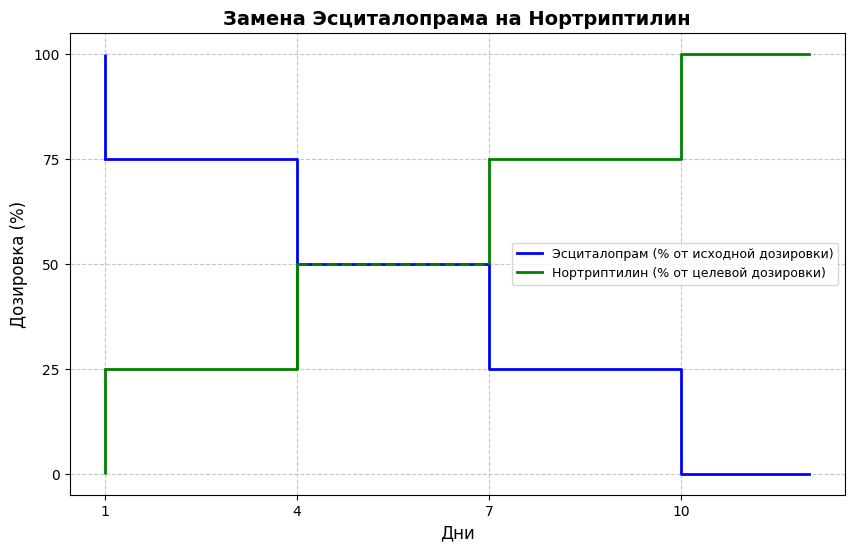 Замена Эсциталопрама на Нортриптилин
Дозировка (%)
100
75
50
25
0
Эсциталопрам (% от исходной дозировки)
Нортриптилин (% от целевой дозировки)
1 4 7 10
Дни